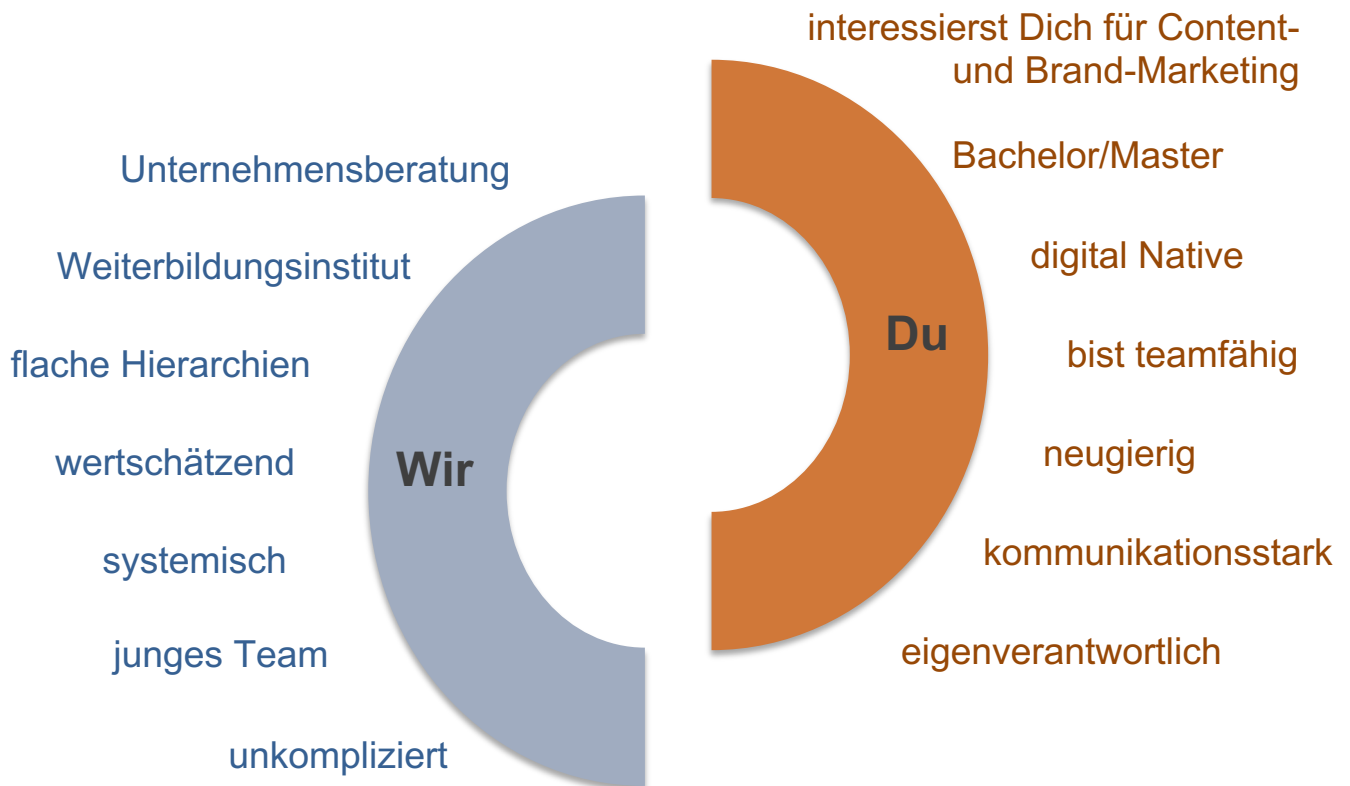 Unternehmensberatung
Weiterbildungsinstitut
flache Hierarchien
wertschätzend
systemisch
junges Team
unkompliziert
Wir
interessierst Dich für Content-
und Brand-Marketing
Bachelor/Master
digital Native
bist teamfähig
neugierig
kommunikationsstark
eigenverantwortlich
Du